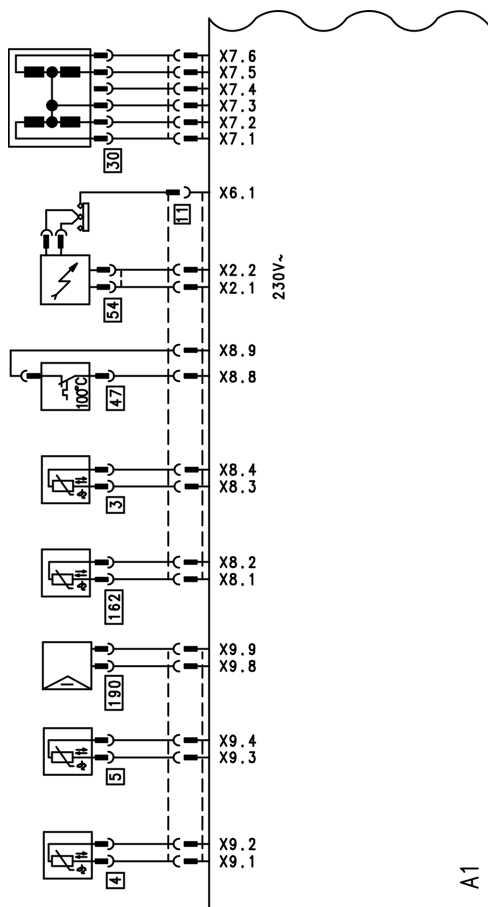 X7.6
X7.5
X7.4
X7.3
X7.2
X7.1
30
X6.1
11
X2.2
X2.1
230V~
54
X8.9
X8.8
100°C
47
X8.4
X8.3
3
X8.2
X8.1
162
X9.9
X9.8
190
X9.4
X9.3
5
X9.2
X9.1
4
A1